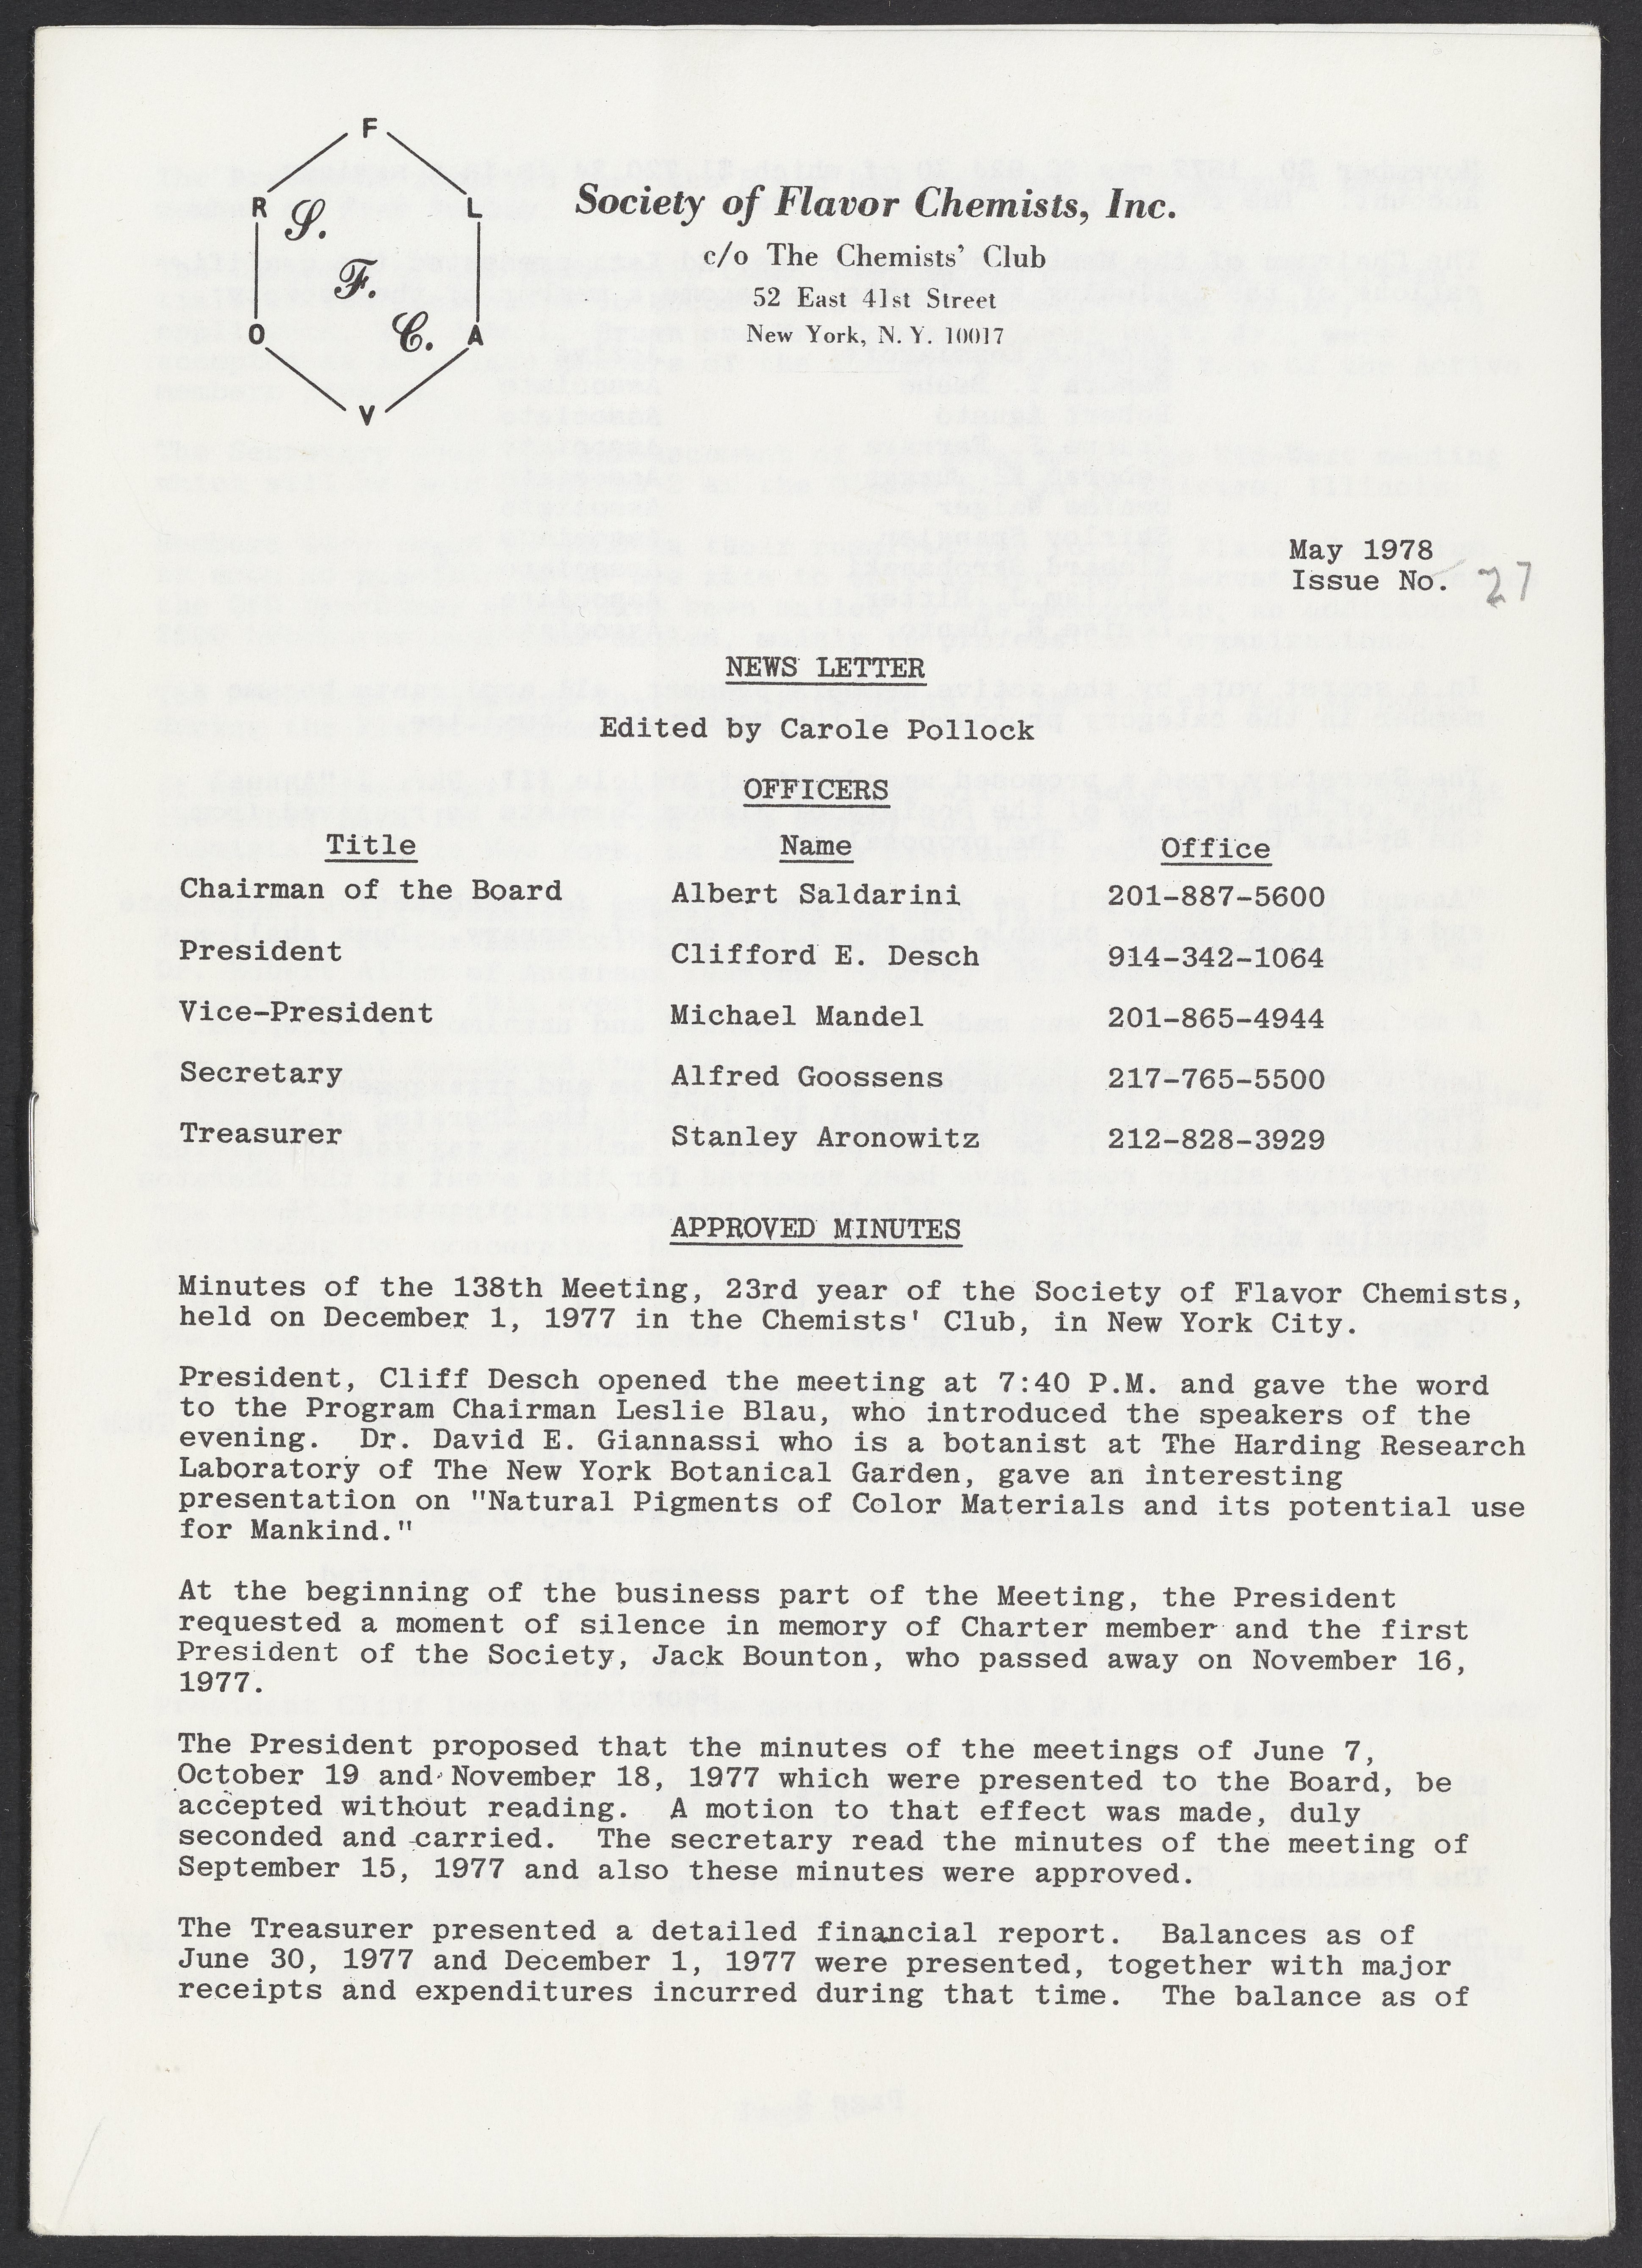 F
R L
S.
F.
C.
O A
V
Society of Flavor Chemists, Inc.
c/o The Chemists' Club
52 East 41st Street
New York, N. Y. 10017
May 1978
Issue No. 27
NEWS LETTER
Edited by Carole Pollock
OFFICERS
Title Name Office
Chairman of the Board Albert Saldarini 201-887-5600
President Clifford E. Desch 914-342-1064
Vice-President Michael Mandel 201-865-4944
Secretary Alfred Goossens 217-765-5500
Treasurer Stanley Aronowitz 212-828-3929
APPROVED MINUTES
Minutes of the 138th Meeting, 23rd year of the Society of Flavor Chemists,
held on December 1, 1977 in the Chemists' Club, in New York City.
President, Cliff Desch opened the meeting at 7:40 P.M. and gave the word
to the Program Chairman Leslie Blau, who introduced the speakers of the
evening. Dr. David E. Giannassi who is a botanist at The Harding Research
Laboratory of The New York Botanical Garden, gave an interesting
presentation on "Natural Pigments of Color Materials and its potential use
for Mankind."
At the beginning of the business part of the Meeting, the President
requested a moment of silence in memory of Charter member and the first
President of the Society, Jack Bounton, who passed away on November 16,
1977.
The President proposed that the minutes of the meetings of June 7,
October 19 and November 18, 1977 which were presented to the Board, be
accepted without reading. A motion to that effect was made, duly
seconded and carried. The secretary read the minutes of the meeting of
September 15, 1977 and also these minutes were approved.
The Treasurer presented a detailed financial report. Balances as of
June 30, 1977 and December 1, 1977 were presented, together with major
receipts and expenditures incurred during that time. The balance as of